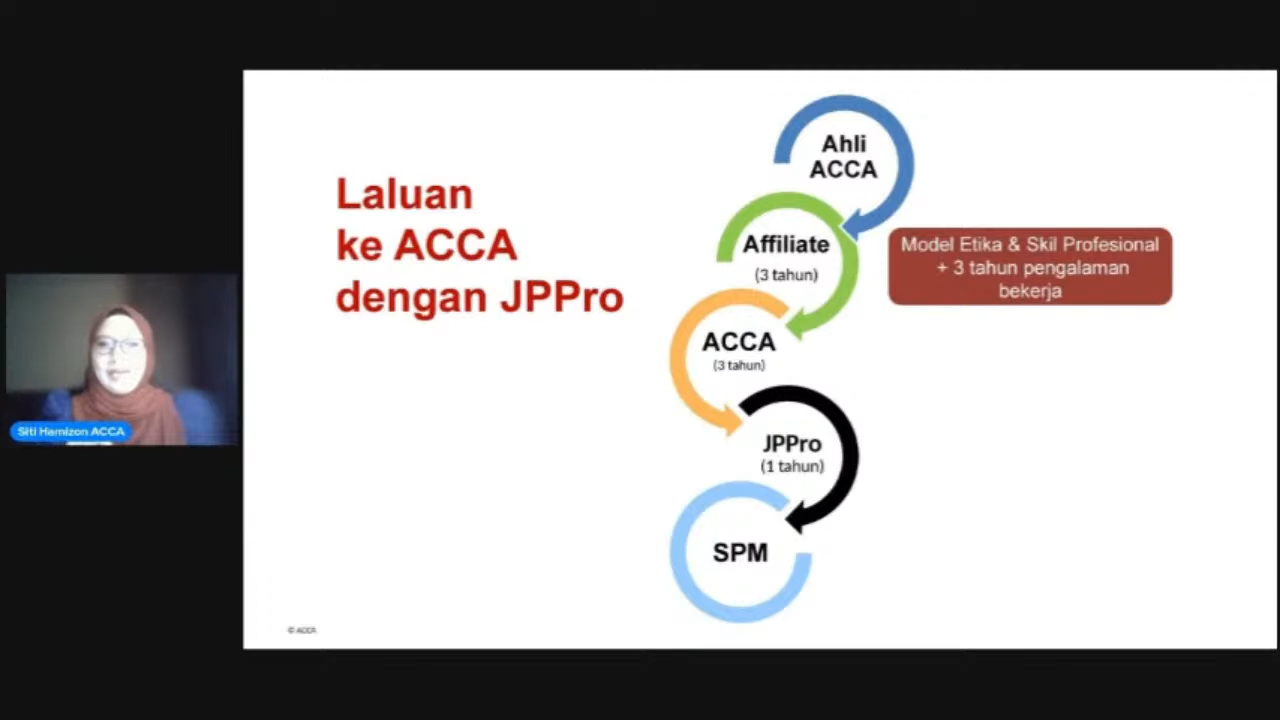 Laluan
ke ACCA
dengan JPPro
Ahli
ACCA
Affiliate
(3 tahun)
Model Etika & Skil Profesional
+ 3 tahun pengalaman
bekerja
ACCA
(3 tahun)
JPPro
(1 tahun)
SPM
Siti Hamizon ACCA
© ACCA